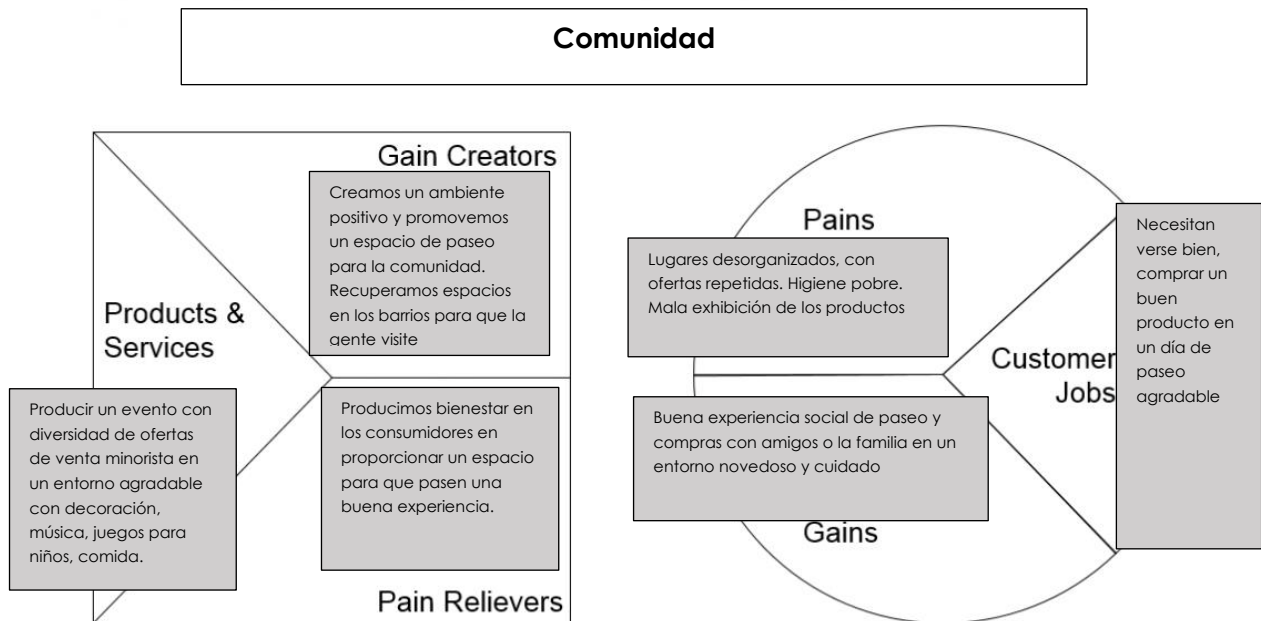 Comunidad
Gain Creators
Creamos un ambiente
positivo y promovemos
un espacio de paseo
para la comunidad.
Recuperamos espacios
en los barrios para que la
gente visite
Products &
Services
Producir un evento con
diversidad de ofertas
de venta minorista en
un entorno agradable
con decoración,
música, juegos para
niños, comida.
Producimos bienestar en
los consumidores en
proporcionar un espacio
para que pasen una
buena experiencia.
Pain Relievers
Pains
Lugares desorganizados, con
ofertas repetidas. Higiene pobre.
Mala exhibición de los productos
Customer
Jobs
Necesitan
verse bien,
comprar un
buen
producto en
un día de
paseo
agradable
Buena experiencia social de paseo y
compras con amigos o la familia en un
entorno novedoso y cuidado
Gains